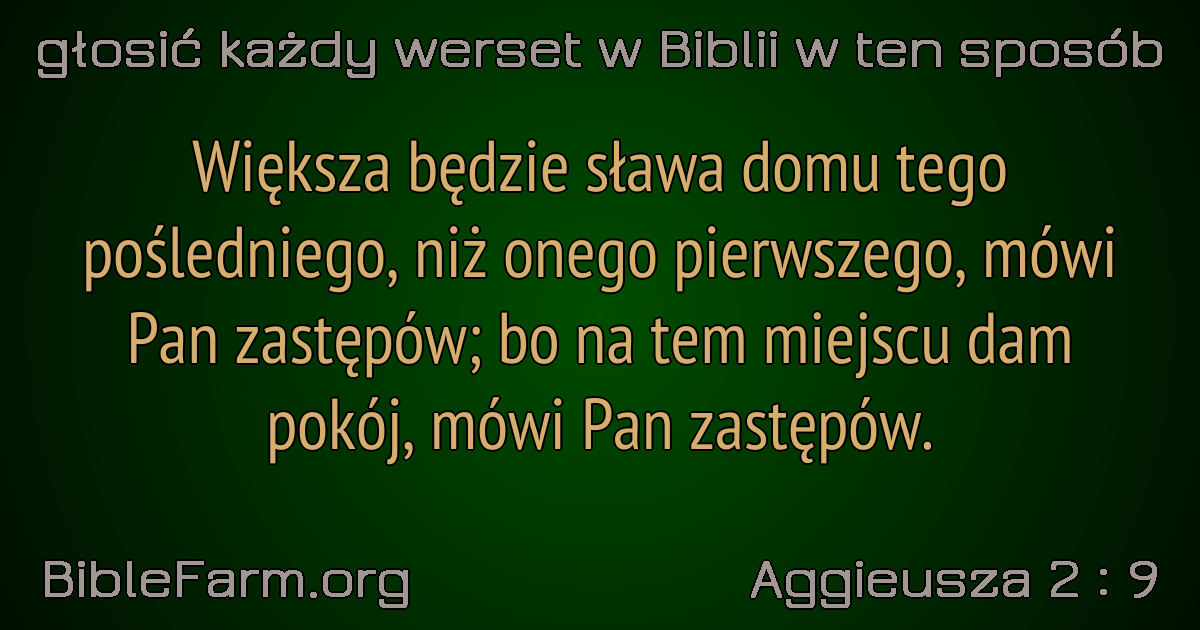 głosić każdy werset w Biblii w ten sposób
Większa będzie sława domu tego
pośledniego, niż onego pierwszego, mówi
Pan zastępów; bo na tem miejscu dam
pokój, mówi Pan zastępów.
BibleFarm.org
Aggieusza 2 : 9